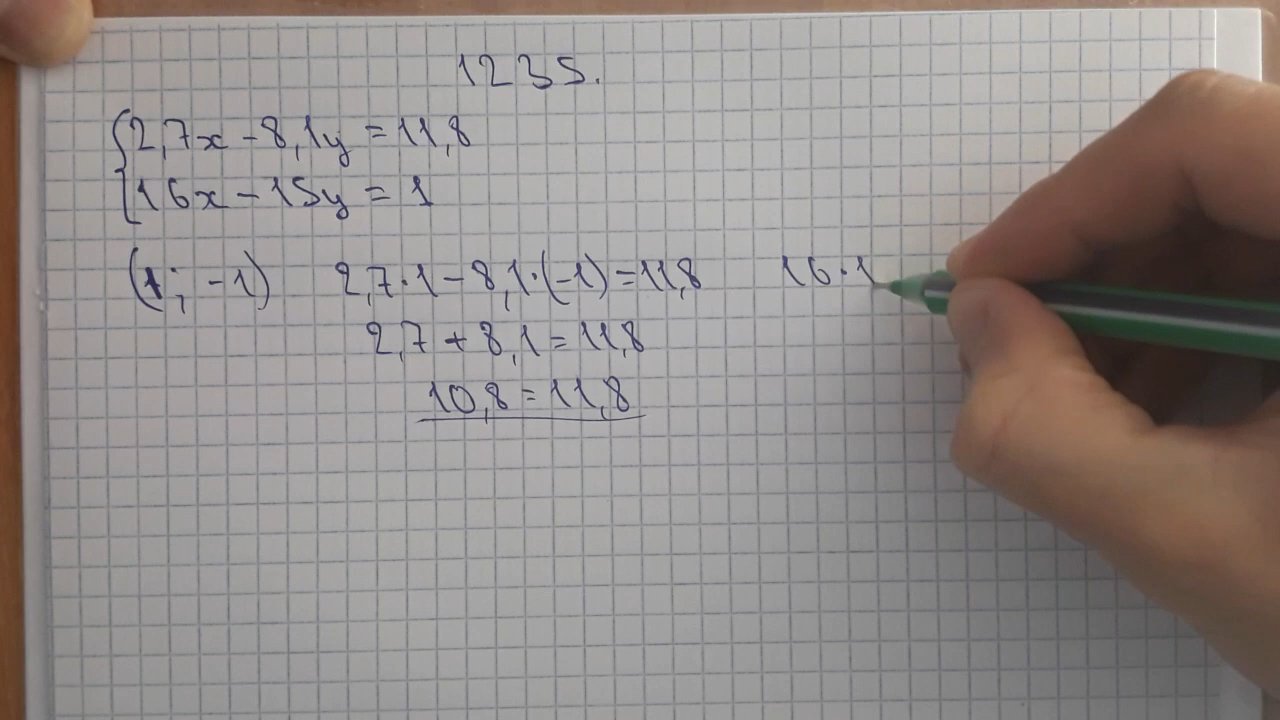 1235.
{2,7x - 8,1y = 11,8
16x - 15y = 1
(1; -1) 2,7·1 - 8,1·(-1) = 11,8 16·1
2,7 + 8,1 = 11,8
10,8 = 11,8